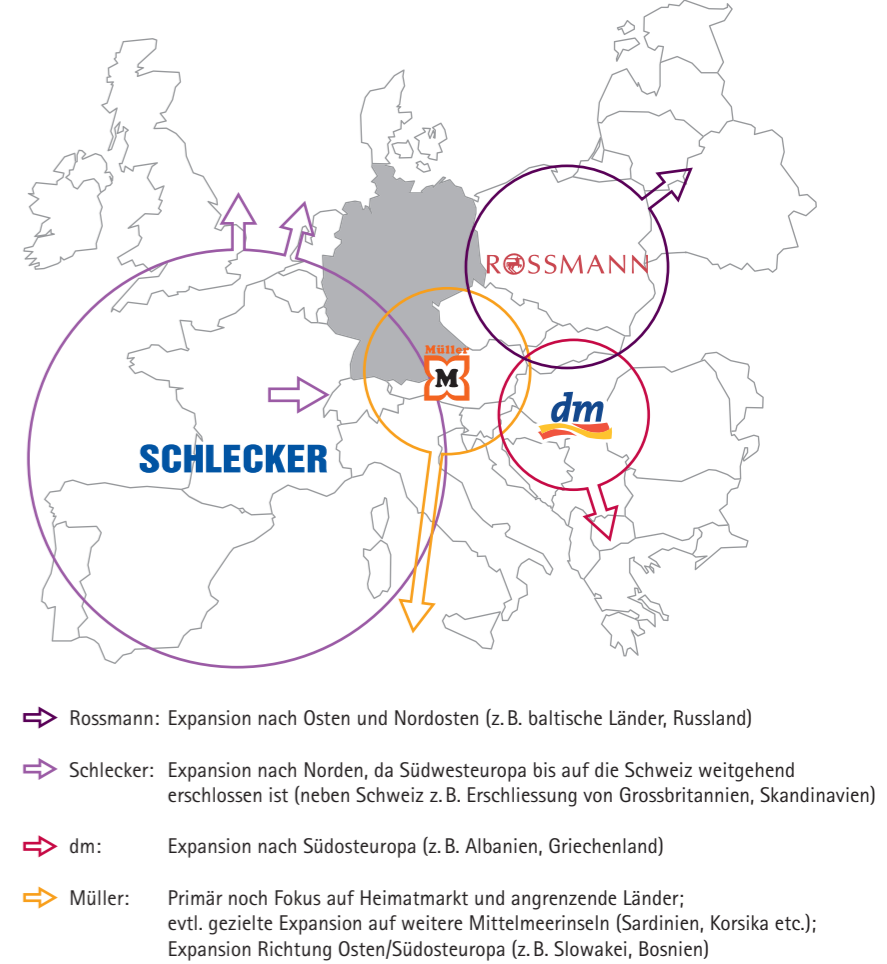 ROSSMANN
Müller
M
dm
SCHLECKER
Rossmann: Expansion nach Osten und Nordosten (z. B. baltische Länder, Russland)
Schlecker: Expansion nach Norden, da Südwesteuropa bis auf die Schweiz weitgehend
erschlossen ist (neben Schweiz z. B. Erschliessung von Grossbritannien, Skandinavien)
dm: Expansion nach Südosteuropa (z. B. Albanien, Griechenland)
Müller: Primär noch Fokus auf Heimatmarkt und angrenzende Länder;
evtl. gezielte Expansion auf weitere Mittelmeerinseln (Sardinien, Korsika etc.);
Expansion Richtung Osten/Südosteuropa (z. B. Slowakei, Bosnien)